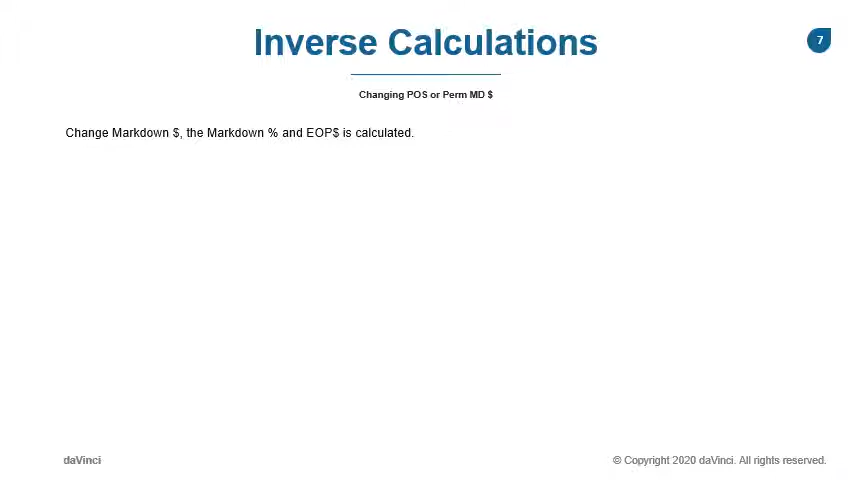 Inverse Calculations
7
Changing POS or Perm MD $
Change Markdown $, the Markdown % and EOP$ is calculated.
daVinci
© Copyright 2020 daVinci. All rights reserved.